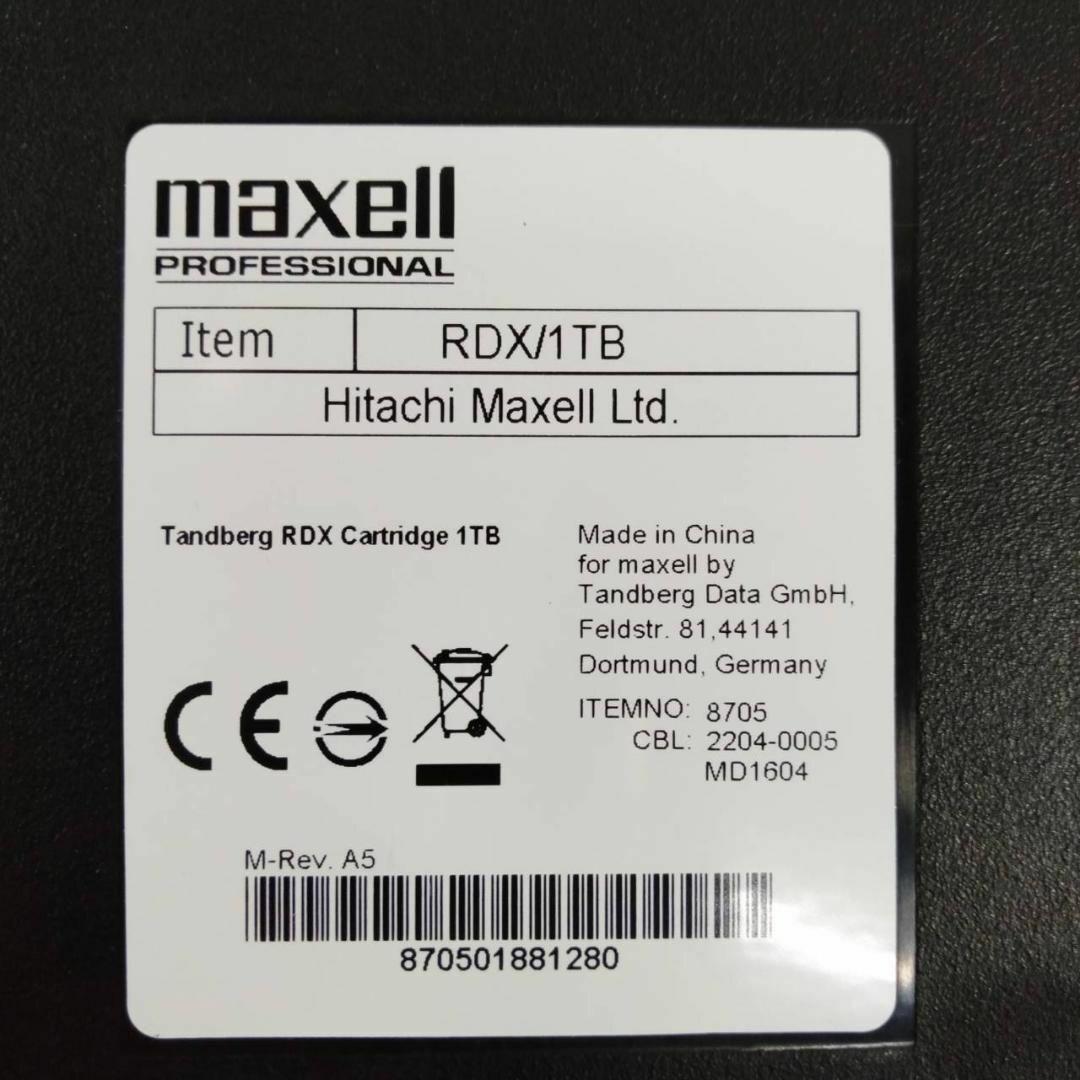 maxell
PROFESSIONAL
Item RDX/1TB
Hitachi Maxell Ltd.
Tandberg RDX Cartridge 1TB
Made in China
for maxell by
Tandberg Data GmbH,
Feldstr. 81,44141
Dortmund, Germany
ITEMNO: 8705
CBL: 2204-0005
MD1604
CE
M-Rev. A5
870501881280